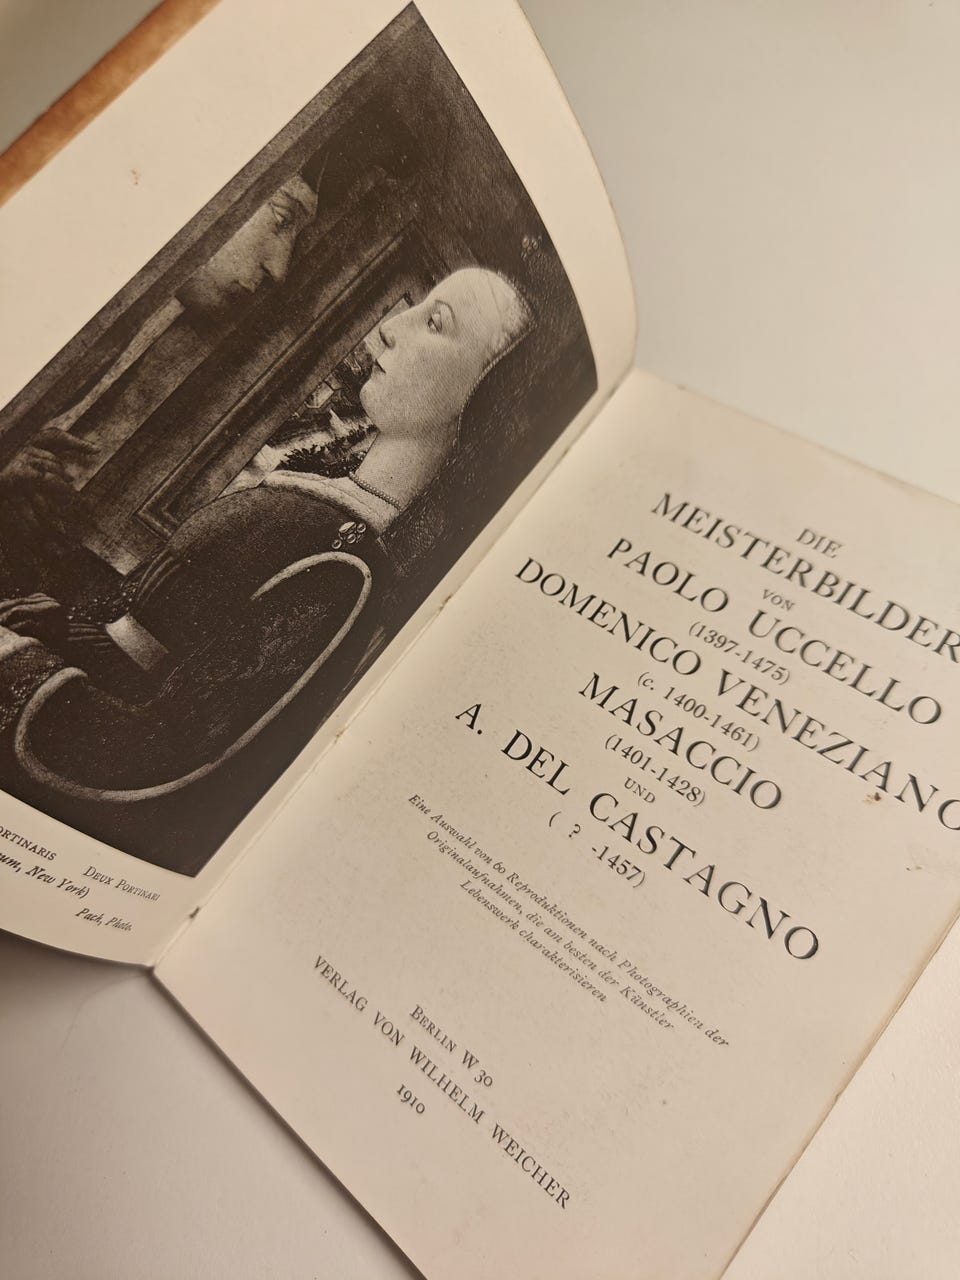 PORTINARIS DEUX PORTINARI
New York)
Pach, Photo.
DIE
MEISTERBILDER
VON
PAOLO UCCELLO
(1397-1475)
DOMENICO VENEZIANO
(c. 1400-1461)
MASACCIO
(1401-1428)
UND
A. DEL CASTAGNO
( ? -1457)
Eine Auswahl von 60 Reproduktionen nach Photographien der
Originalaufnahmen, die am besten der Künstler
Lebenswerk charakterisieren
BERLIN W 30
VERLAG VON WILHELM WEICHER
1910